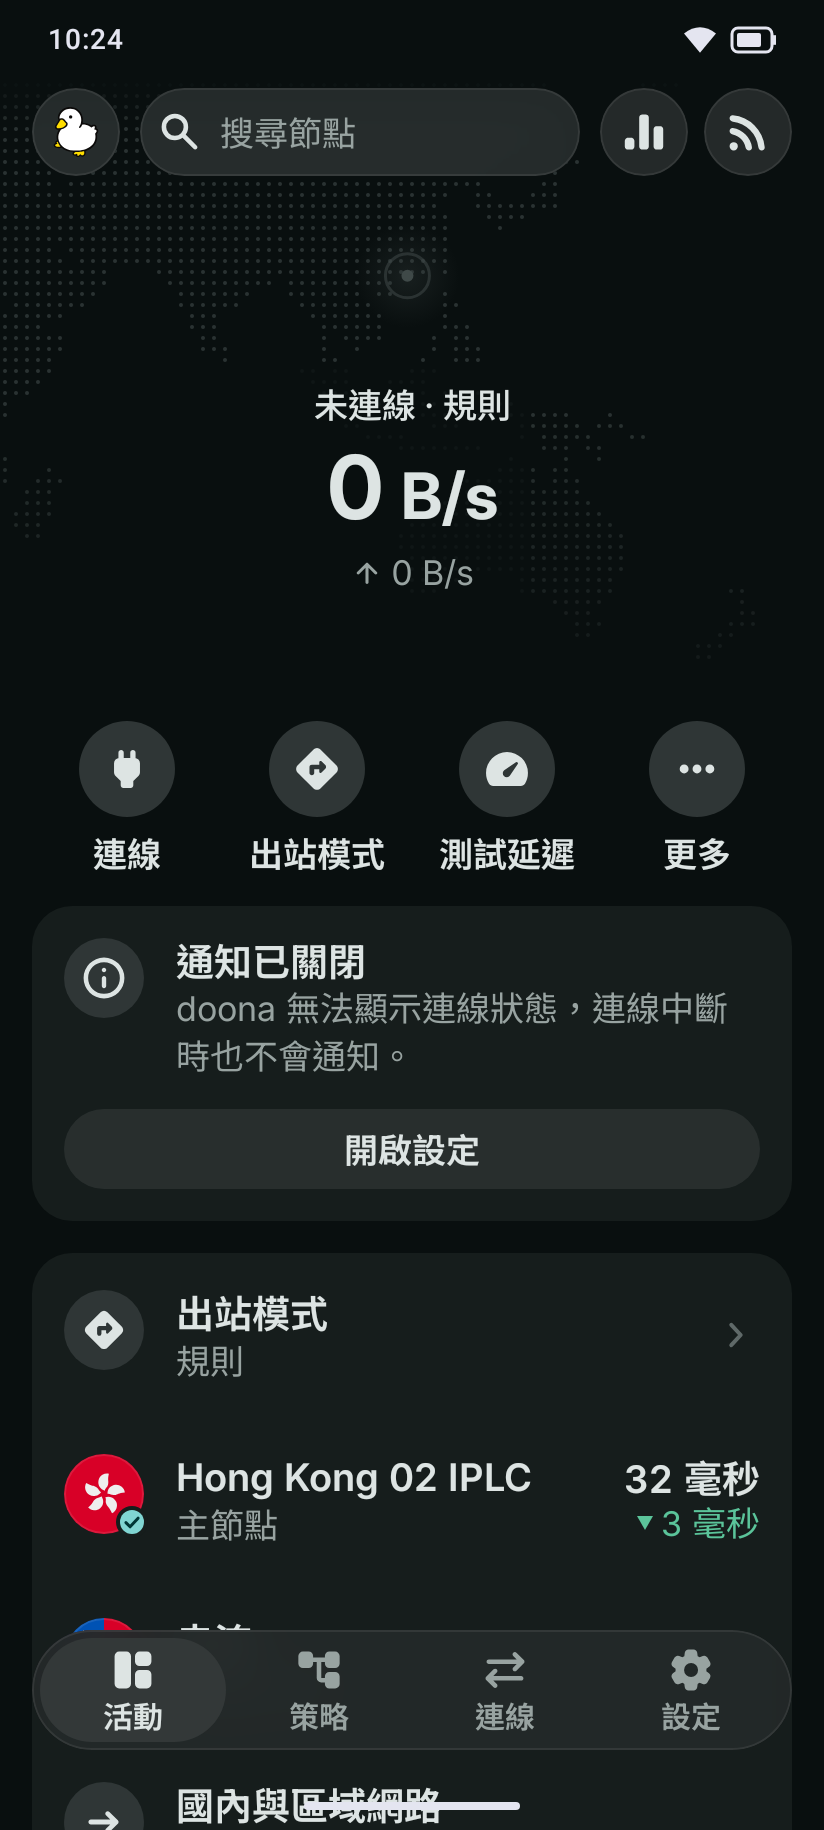 10:24
搜尋節點
未連線 · 規則
0 B/s
↑ 0 B/s
連線
出站模式
測試延遲
更多
通知已關閉
doona 無法顯示連線狀態，連線中斷
時也不會通知。
開啟設定
出站模式
規則
Hong Kong 02 IPLC
32 毫秒
主節點
▼3 毫秒
活動
策略
連線
設定
國內與區域網路